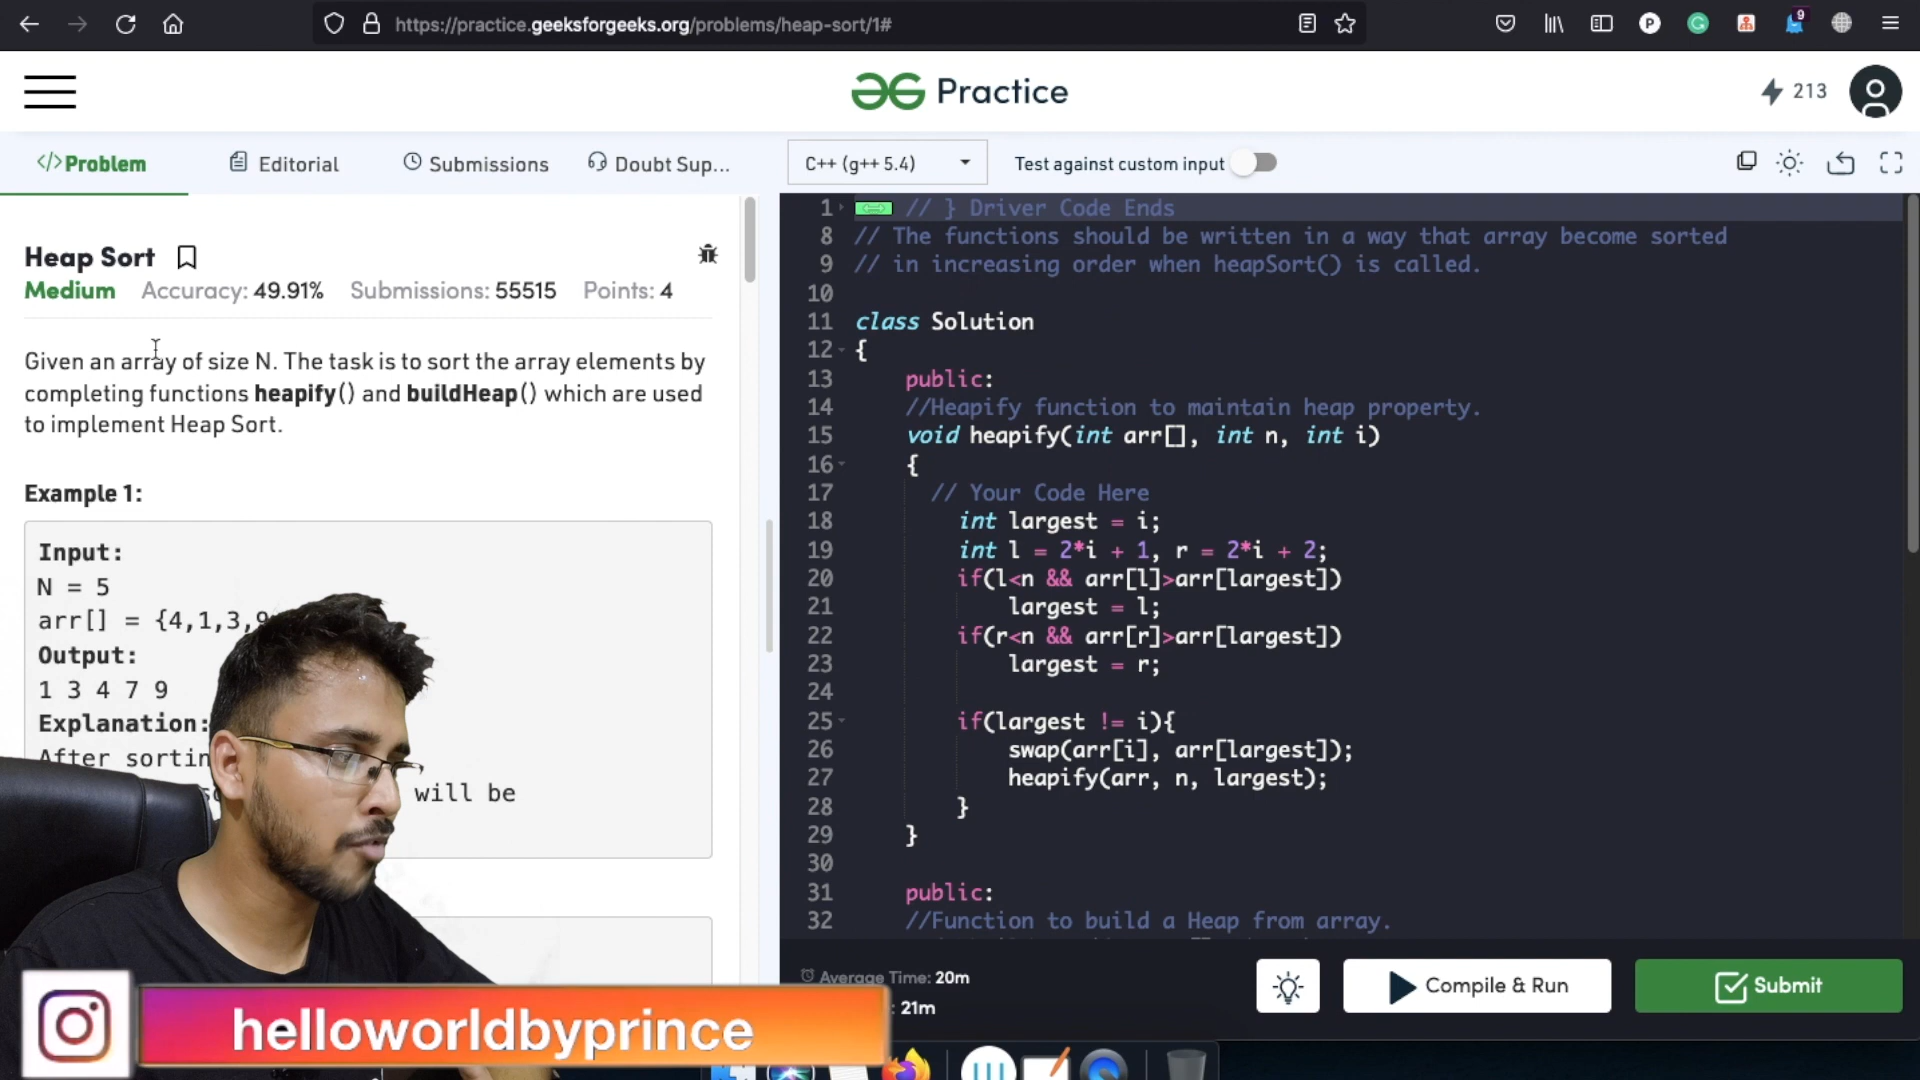 https://practice.geeksforgeeks.org/problems/heap-sort/1#
P
9
Practice
213
</>Problem
Editorial
Submissions
Doubt Sup...
C++ (g++ 5.4)
Test against custom input
Heap Sort
Medium Accuracy: 49.91% Submissions: 55515 Points: 4
Given an array of size N. The task is to sort the array elements by
completing functions heapify() and buildHeap() which are used
to implement Heap Sort.
Example 1:
Input:
N = 5
arr[] = {4,1,3,9
Output:
1 3 4 7 9
Explanation:
After sortin
will be
1 // } Driver Code Ends
8 // The functions should be written in a way that array become sorted
9 // in increasing order when heapSort() is called.
10
11 class Solution
12 {
13 public:
14 //Heapify function to maintain heap property.
15 void heapify(int arr[], int n, int i)
16 {
17 // Your Code Here
18 int largest = i;
19 int l = 2*i + 1, r = 2*i + 2;
20 if(l<n && arr[l]>arr[largest])
21 largest = l;
22 if(r<n && arr[r]>arr[largest])
23 largest = r;
24
25 if(largest != i){
26 swap(arr[i], arr[largest]);
27 heapify(arr, n, largest);
28 }
29 }
30
31 public:
32 //Function to build a Heap from array.
Average Time: 20m
21m
Compile & Run
Submit
helloworldbyprince